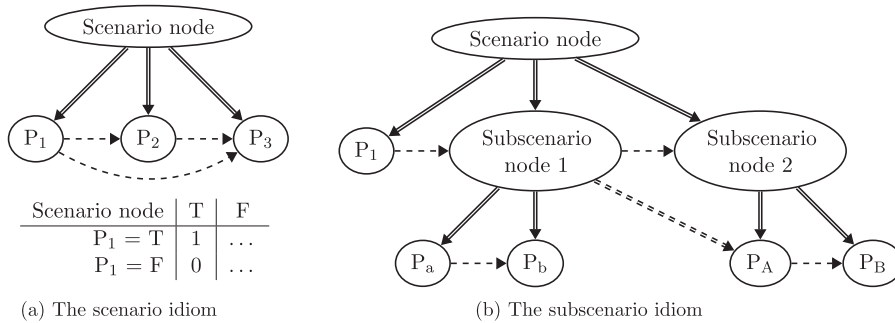 Scenario node
P1 P2 P3
Scenario node T F
P1 = T 1 ...
P1 = F 0 ...
(a) The scenario idiom
Scenario node
P1
Subscenario
node 1
Subscenario
node 2
Pa Pb PA PB
(b) The subscenario idiom